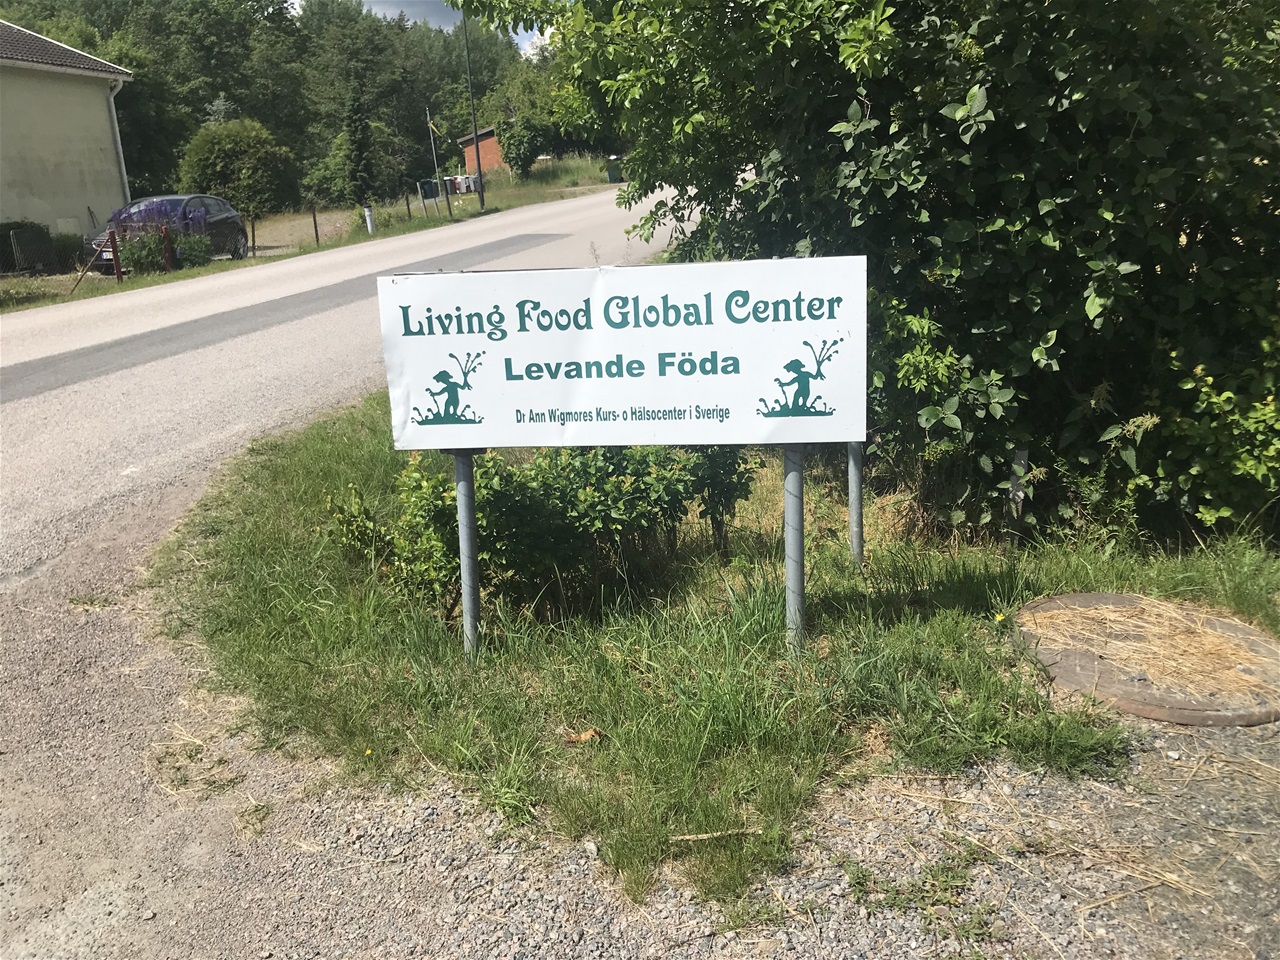 Living Food Global Center
Levande Föda
Dr Ann Wigmores Kurs- o Hälsocenter i Sverige